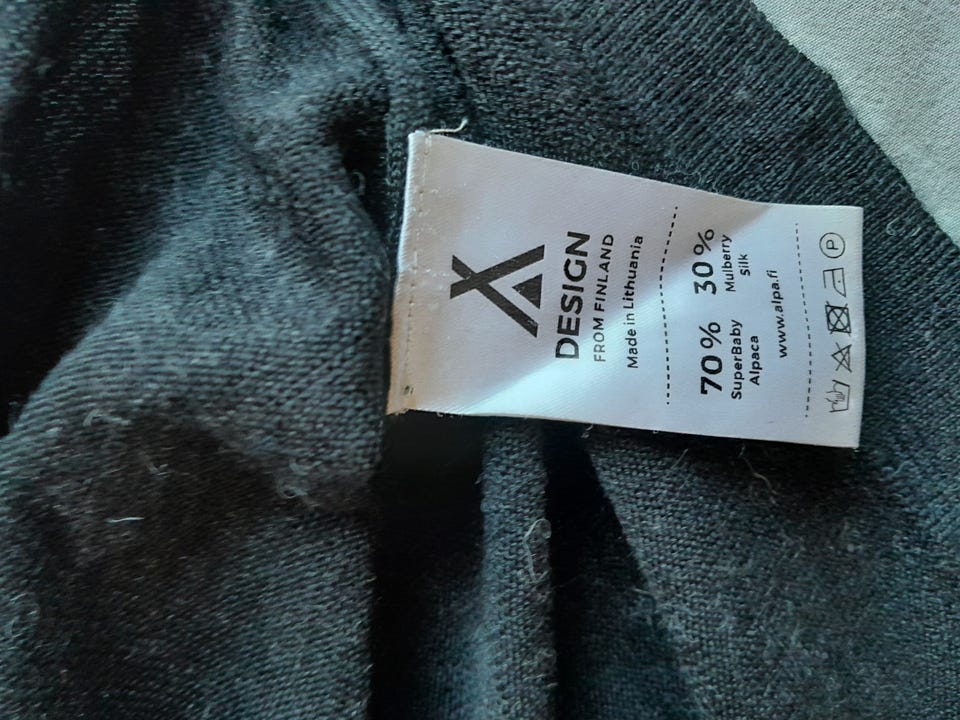 DESIGN
FROM FINLAND
Made in Lithuania
70% 30%
SuperBaby Mulberry
Alpaca Silk
www.alpa.fi
P